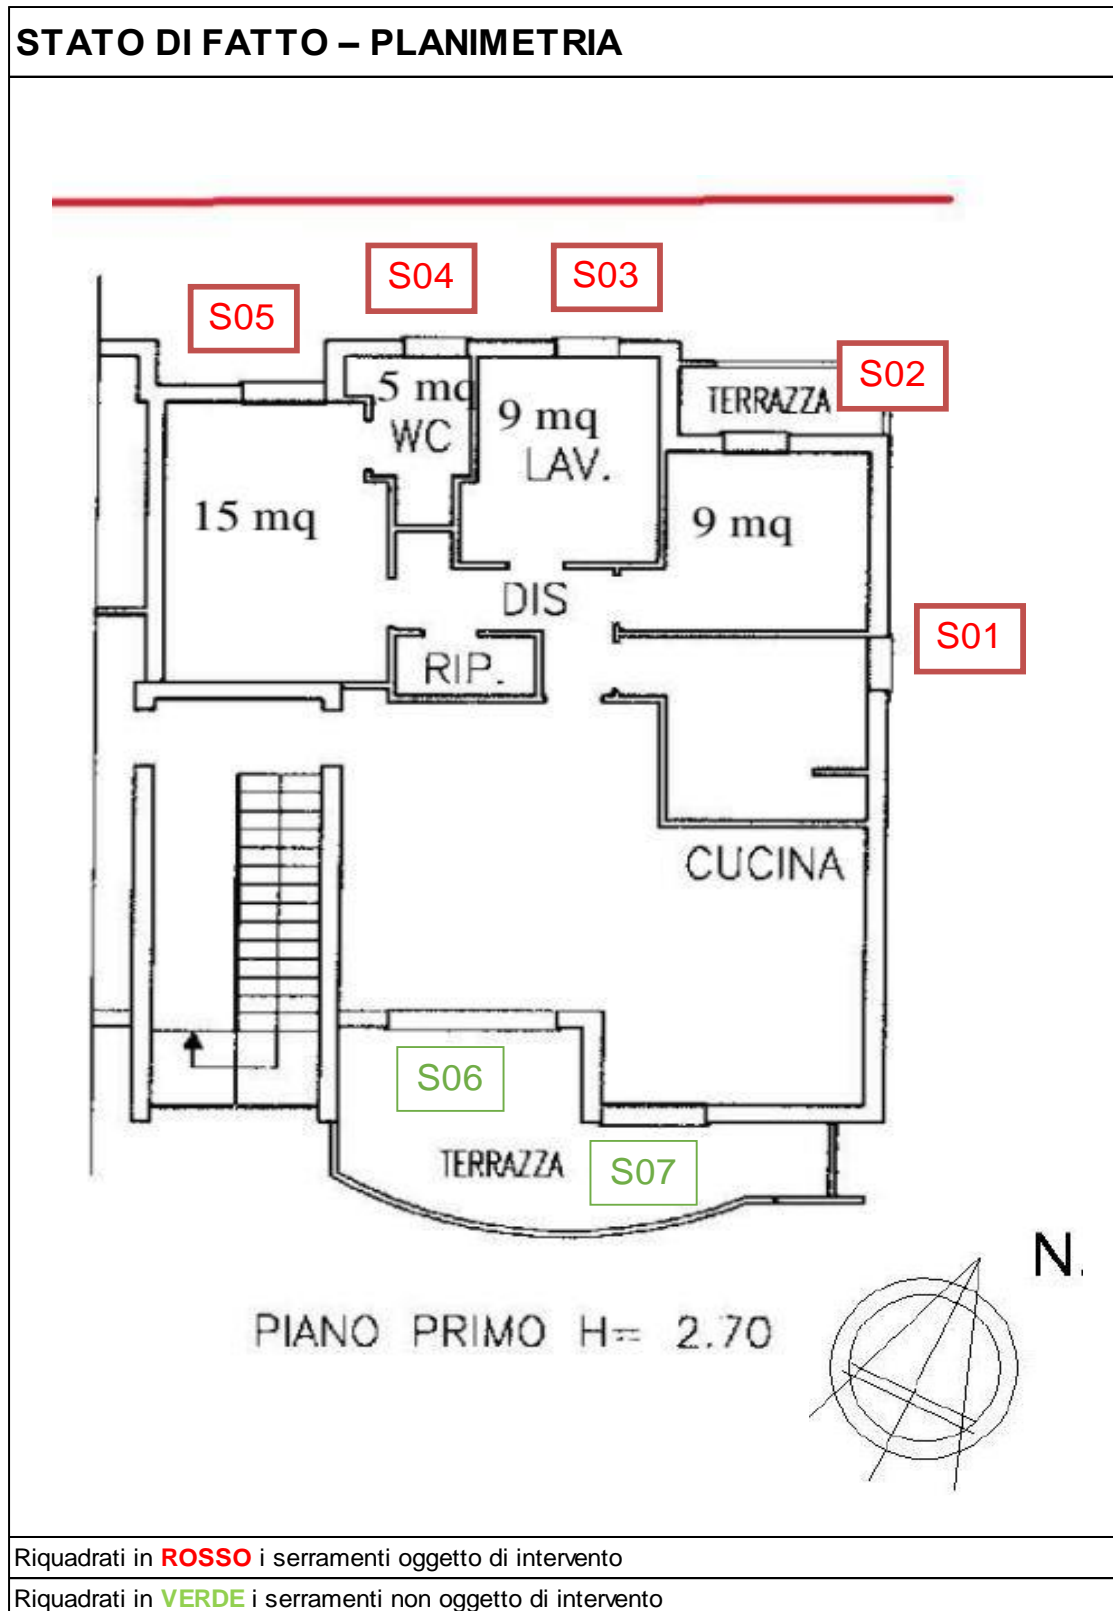 STATO DI FATTO – PLANIMETRIA
S04
S03
S05
S02
5 mq
WC
9 mq
LAV.
TERRAZZA
15 mq
9 mq
DIS
S01
RIP.
CUCINA
S06
TERRAZZA
S07
N.
PIANO PRIMO H= 2.70
Riquadrati in ROSSO i serramenti oggetto di intervento
Riquadrati in VERDE i serramenti non oggetto di intervento